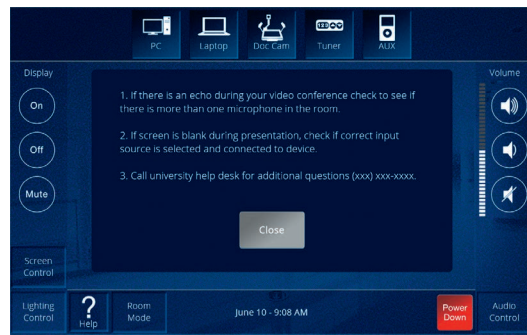 PC
Laptop
Doc Cam
Tuner
AUX
Display
Volume
On
Off
Mute
1. If there is an echo during your video conference check to see if
there is more than one microphone in the room.
2. If screen is blank during presentation, check if correct input
source is selected and connected to device.
3. Call university help desk for additional questions (xxx) xxx-xxxx.
Close
Screen
Control
Lighting
Control
?
Help
Room
Mode
June 10 - 9:08 AM
Power
Down
Audio
Control